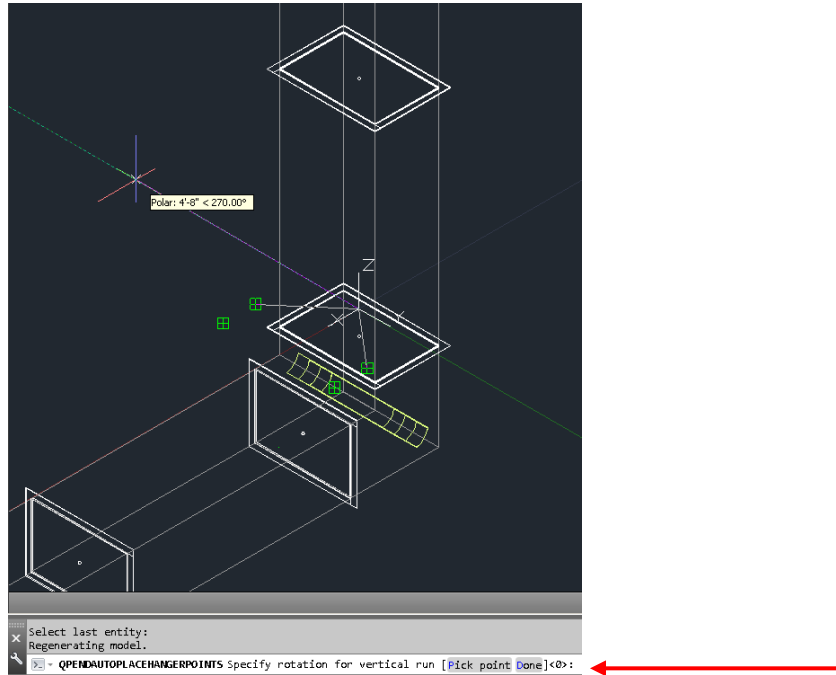 Polar: 4'-8" < 270.00°
Z
X
Y
Select last entity:
Regenerating model.
QPENDAUTOPLACEHANGERPOINTS Specify rotation for vertical run [Pick point Done]<0>: